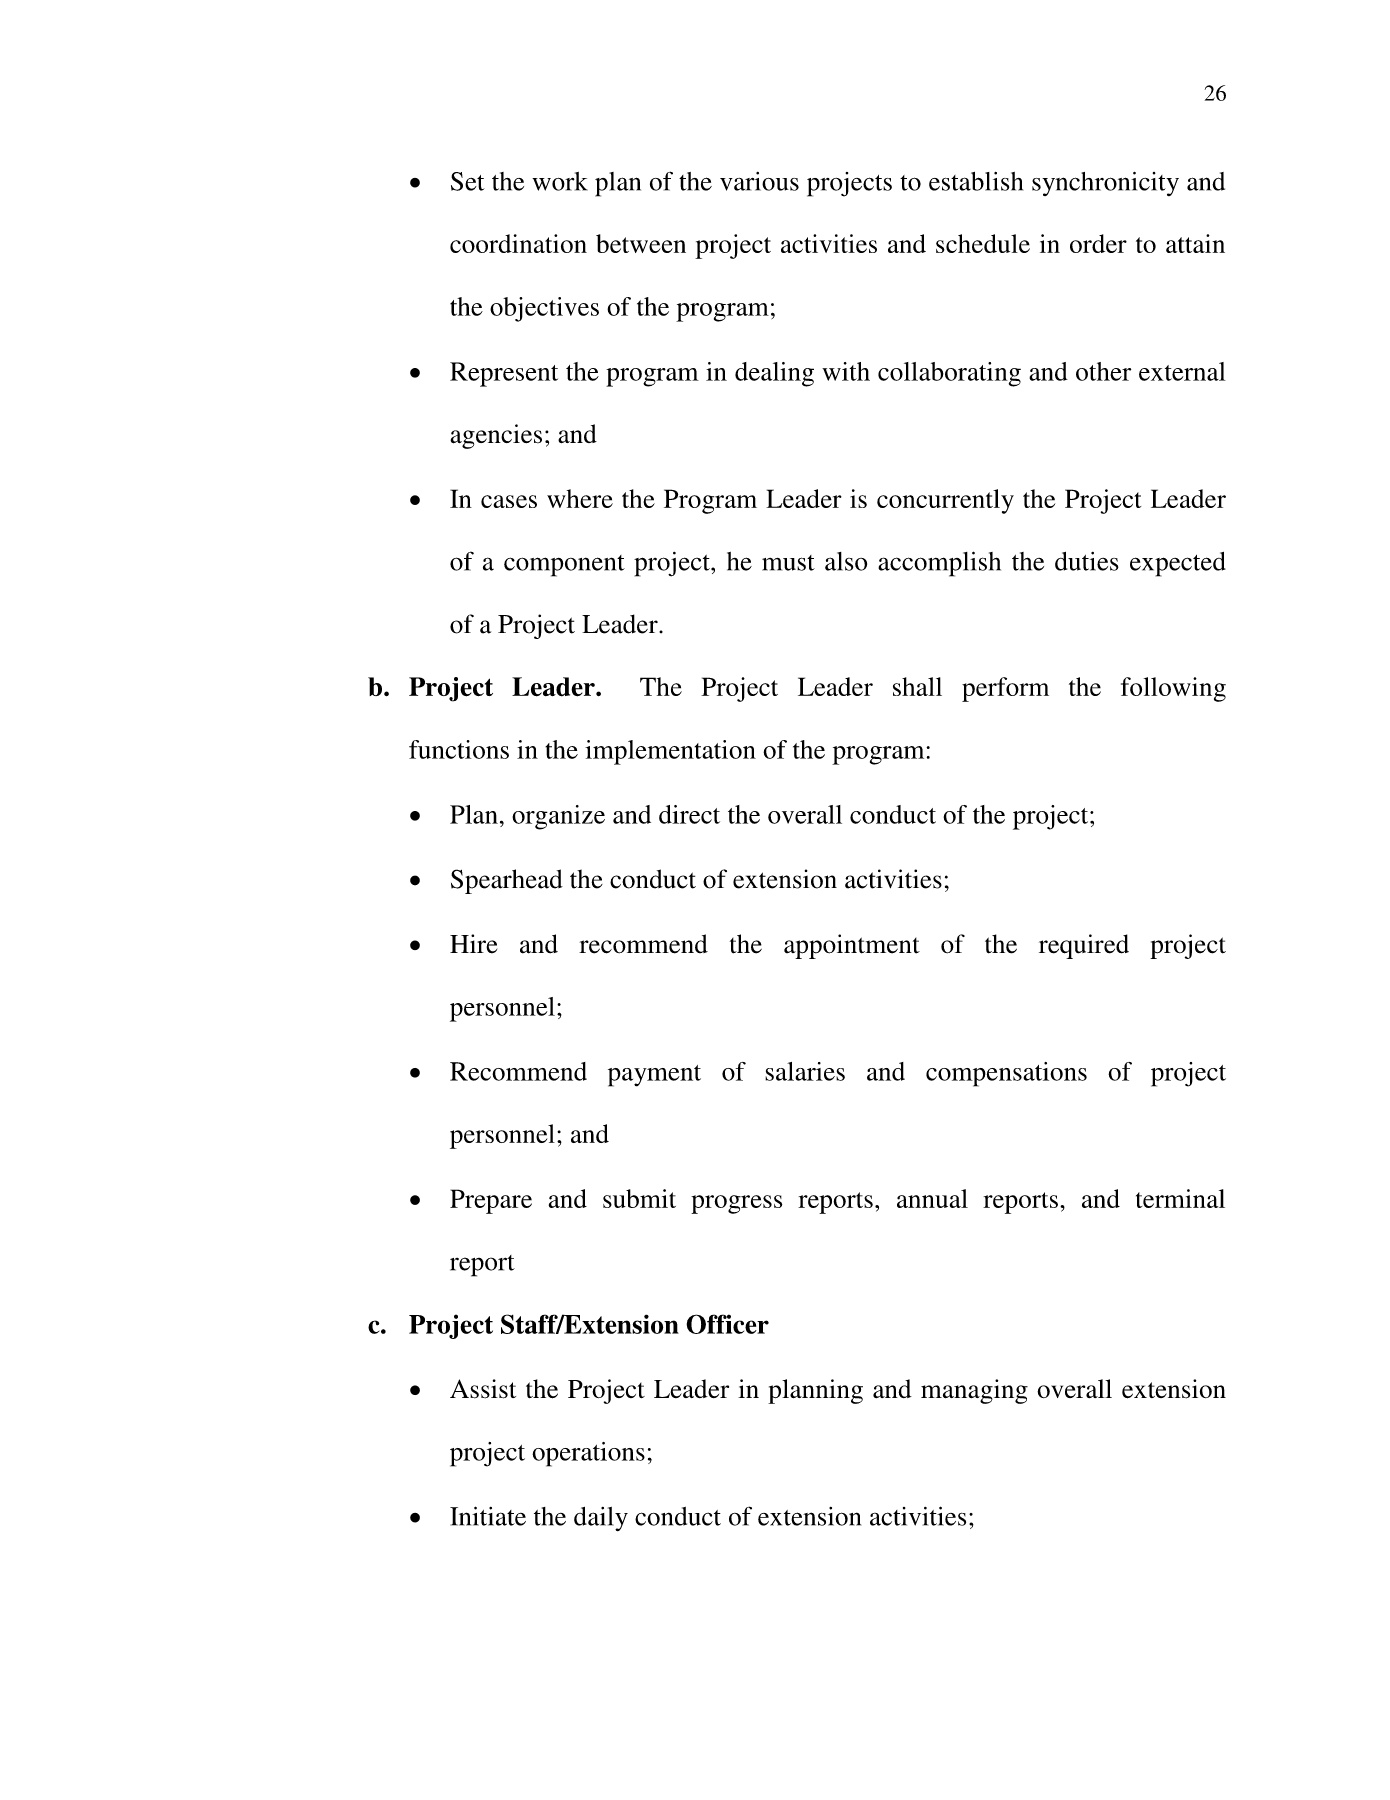 26
• Set the work plan of the various projects to establish synchronicity and
coordination between project activities and schedule in order to attain
the objectives of the program;
• Represent the program in dealing with collaborating and other external
agencies; and
• In cases where the Program Leader is concurrently the Project Leader
of a component project, he must also accomplish the duties expected
of a Project Leader.
b. Project Leader. The Project Leader shall perform the following
functions in the implementation of the program:
• Plan, organize and direct the overall conduct of the project;
• Spearhead the conduct of extension activities;
• Hire and recommend the appointment of the required project
personnel;
• Recommend payment of salaries and compensations of project
personnel; and
• Prepare and submit progress reports, annual reports, and terminal
report
c. Project Staff/Extension Officer
• Assist the Project Leader in planning and managing overall extension
project operations;
• Initiate the daily conduct of extension activities;